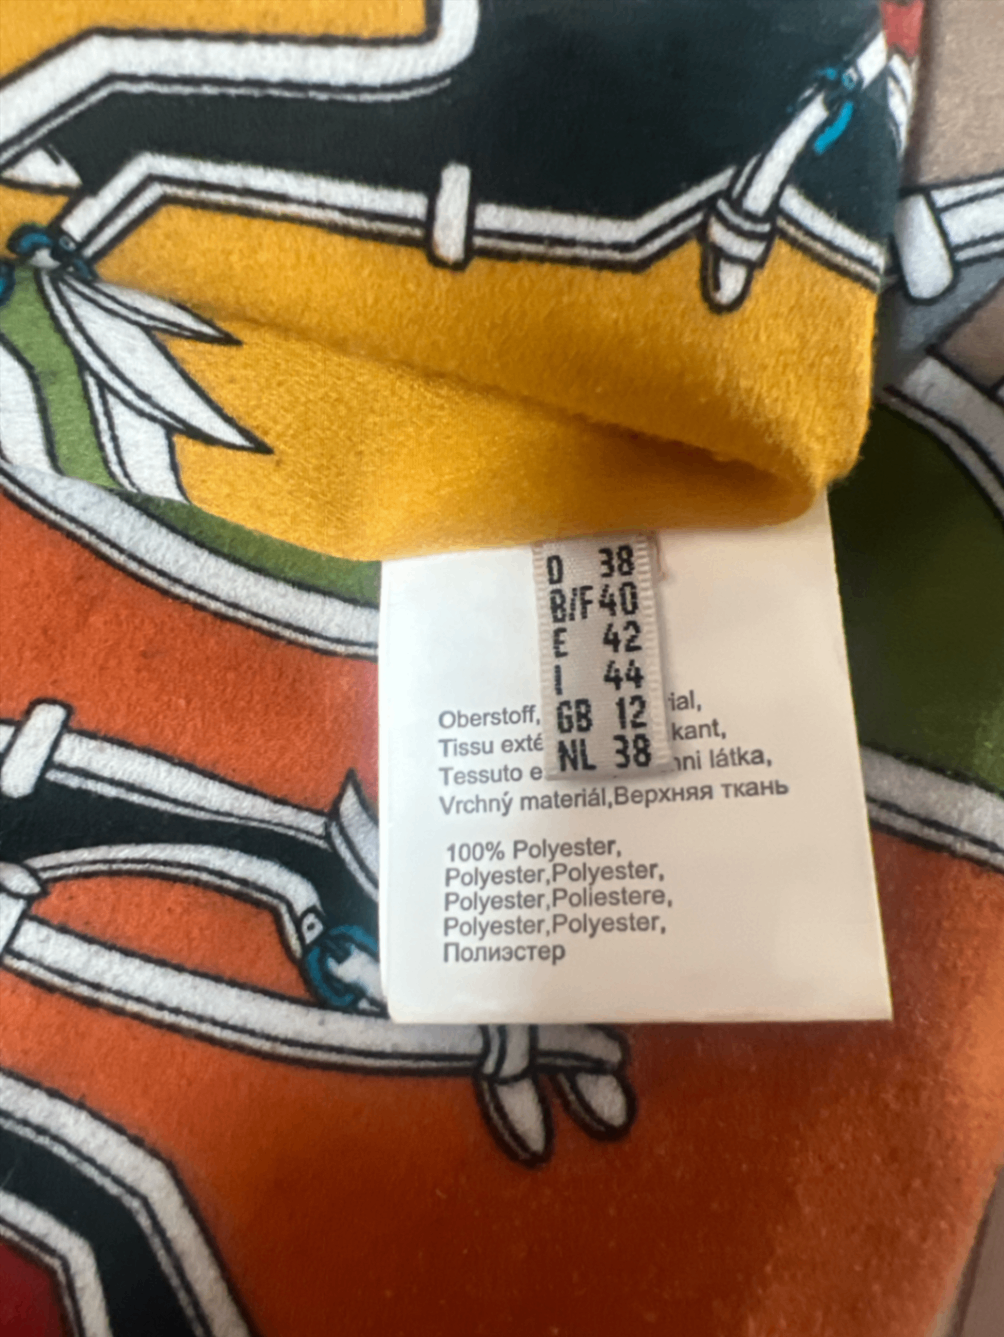 D 38
B/F 40
E 42
I 44
GB 12
NL 38
Oberstoff, ial,
Tissu exté kant,
Tessuto e ni látka,
Vrchný materiál,Верхняя ткань
100% Polyester,
Polyester,Polyester,
Polyester,Poliestere,
Polyester,Polyester,
Полиэстер